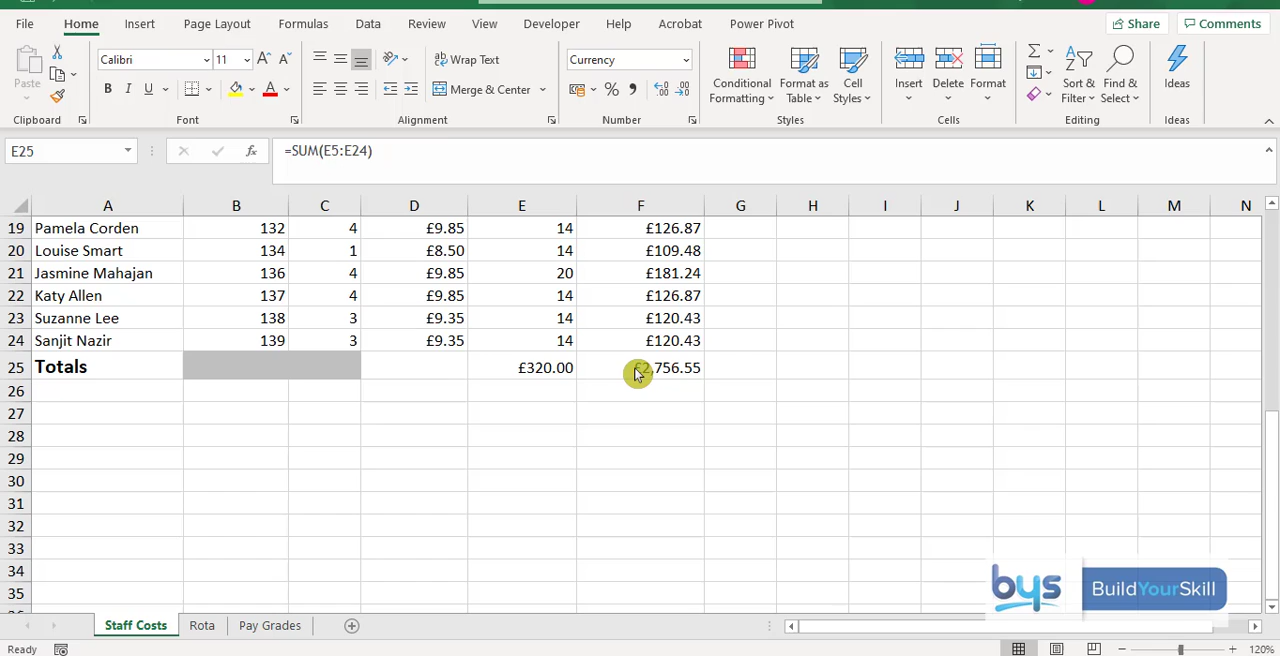 File Home Insert Page Layout Formulas Data Review View Developer Help Acrobat Power Pivot Share Comments
Paste Calibri 11 Wrap Text Currency Conditional Format as Cell Insert Delete Format Sort & Find & Ideas
B I U Merge & Center % Formatting Table Styles Filter Select
Clipboard Font Alignment Number Styles Cells Editing Ideas
E25 fx =SUM(E5:E24)
A B C D E F G H I J K L M N
19 Pamela Corden 132 4 £9.85 14 £126.87
20 Louise Smart 134 1 £8.50 14 £109.48
21 Jasmine Mahajan 136 4 £9.85 20 £181.24
22 Katy Allen 137 4 £9.85 14 £126.87
23 Suzanne Lee 138 3 £9.35 14 £120.43
24 Sanjit Nazir 139 3 £9.35 14 £120.43
25 Totals £320.00 £2,756.55
26
27
28
29
30
31
32
33
34
35
bys BuildYourSkill
Staff Costs Rota Pay Grades
Ready 120%